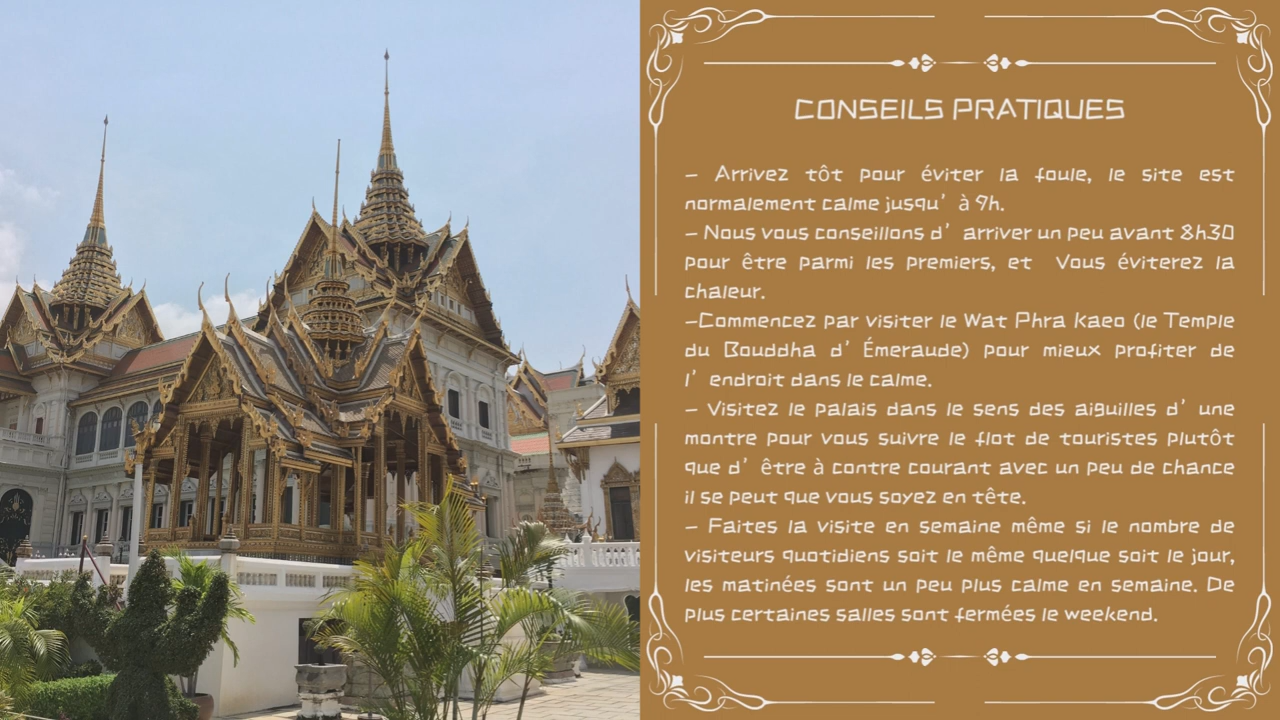 CONSEILS PRATIQUES
- Arrivez tôt pour éviter la foule, le site est
normalement calme jusqu' à 9h.
- Nous vous conseillons d' arriver un peu avant 8h30
pour être parmi les premiers, et Vous éviterez la
chaleur.
-Commencez par visiter le Wat Phra Kaeo (le Temple
du Bouddha d' Émeraude) pour mieux profiter de
l' endroit dans le calme.
- Visitez le palais dans le sens des aiguilles d' une
montre pour vous suivre le flot de touristes plutôt
que d' être à contre courant avec un peu de chance
il se peut que vous soyez en tête.
- Faites la visite en semaine même si le nombre de
visiteurs quotidiens soit le même quelque soit le jour,
les matinées sont un peu plus calme en semaine. De
plus certaines salles sont fermées le weekend.